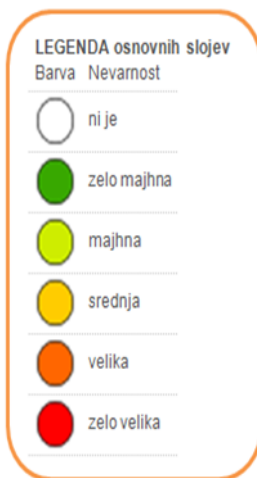 LEGENDA osnovnih slojev
Barva Nevarnost
ni je
zelo majhna
majhna
srednja
velika
zelo velika